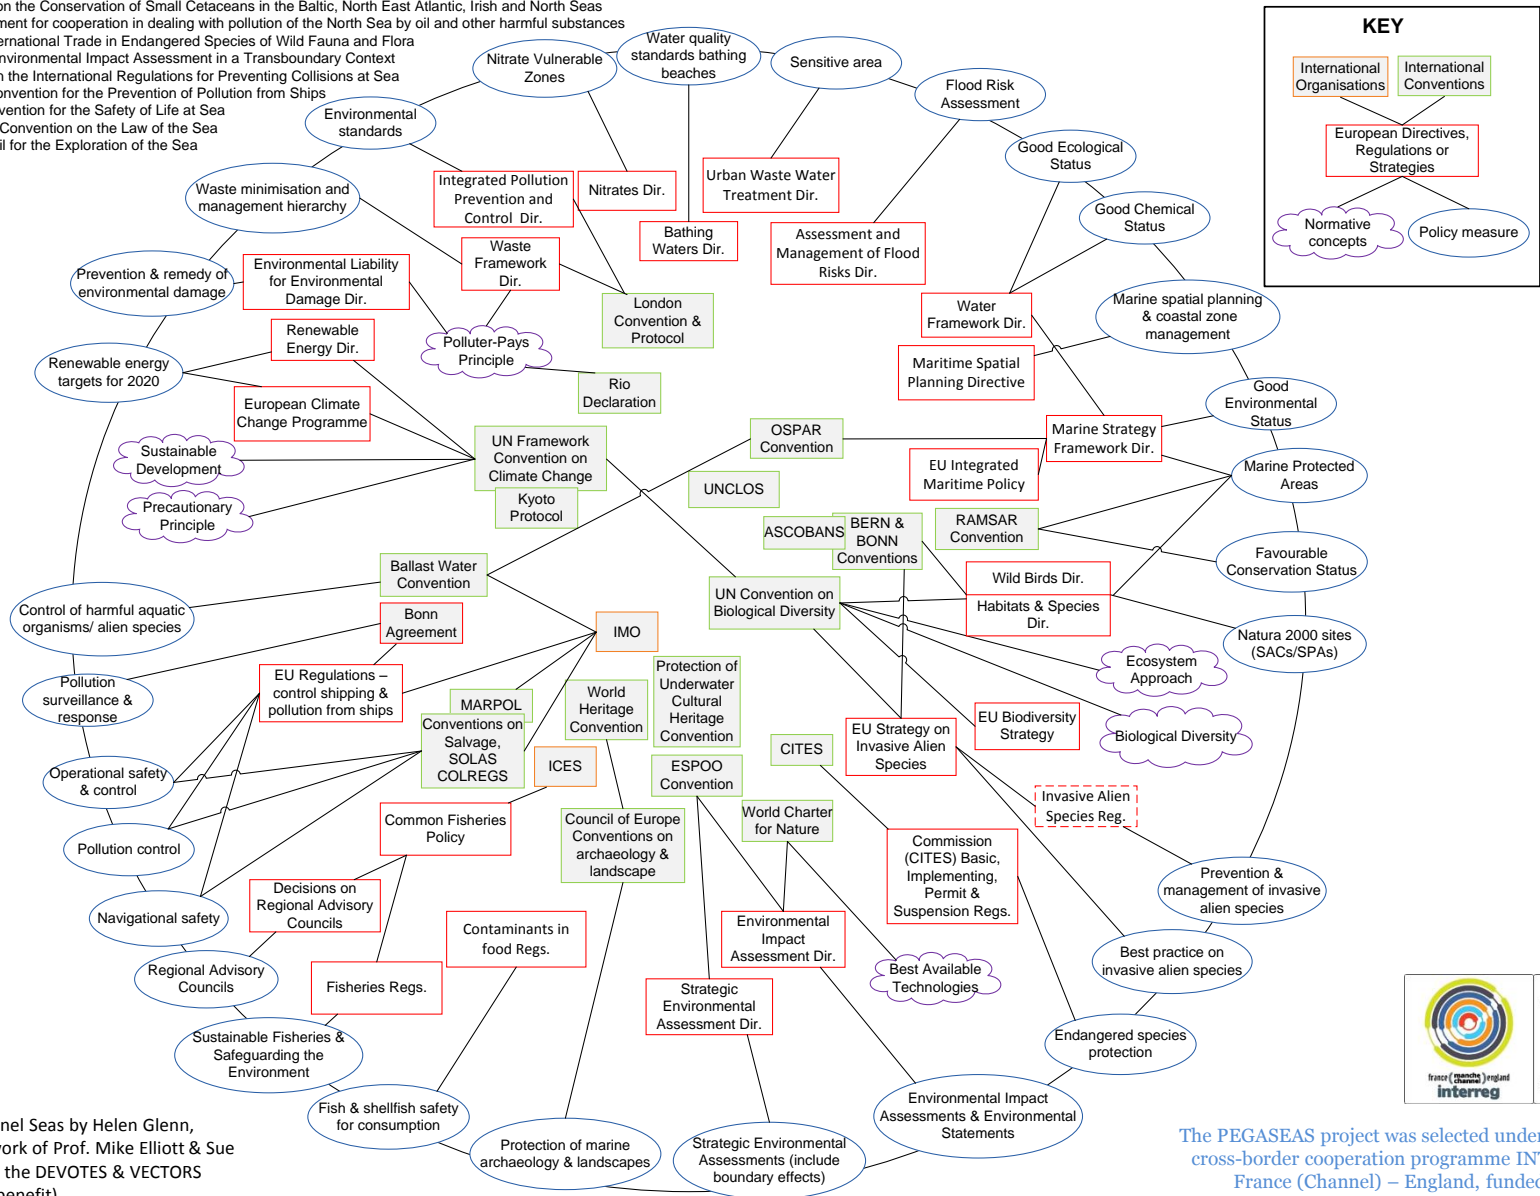 on the Conservation of Small Cetaceans in the Baltic, North East Atlantic, Irish and North Seas
ment for cooperation in dealing with pollution of the North Sea by oil and other harmful substances
ernational Trade in Endangered Species of Wild Fauna and Flora
nvironmental Impact Assessment in a Transboundary Context
n the International Regulations for Preventing Collisions at Sea
onvention for the Prevention of Pollution from Ships
vention for the Safety of Life at Sea
Convention on the Law of the Sea
il for the Exploration of the Sea
KEY
International
Organisations
International
Conventions
European Directives,
Regulations or
Strategies
Normative
concepts
Policy measure
Nitrate Vulnerable
Zones
Water quality
standards bathing
beaches
Sensitive area
Flood Risk
Assessment
Environmental
standards
Good Ecological
Status
Waste minimisation and
management hierarchy
Integrated Pollution
Prevention and
Control Dir.
Nitrates Dir.
Urban Waste Water
Treatment Dir.
Good Chemical
Status
Bathing
Waters Dir.
Assessment and
Management of Flood
Risks Dir.
Waste
Framework
Dir.
Prevention & remedy of
environmental damage
Environmental Liability
for Environmental
Damage Dir.
London
Convention &
Protocol
Water
Framework Dir.
Marine spatial planning
& coastal zone
management
Renewable
Energy Dir.
Polluter-Pays
Principle
Maritime Spatial
Planning Directive
Renewable energy
targets for 2020
Rio
Declaration
Good
Environmental
Status
European Climate
Change Programme
OSPAR
Convention
Marine Strategy
Framework Dir.
UN Framework
Convention on
Climate Change
Sustainable
Development
EU Integrated
Maritime Policy
Marine Protected
Areas
UNCLOS
Kyoto
Protocol
Precautionary
Principle
ASCOBANS
BERN &
BONN
Conventions
RAMSAR
Convention
Favourable
Conservation Status
Ballast Water
Convention
Wild Birds Dir.
UN Convention on
Biological Diversity
Habitats & Species
Dir.
Control of harmful aquatic
organisms/ alien species
Bonn
Agreement
IMO
Natura 2000 sites
(SACs/SPAs)
Ecosystem
Approach
Pollution
surveillance &
response
EU Regulations –
control shipping &
pollution from ships
Protection of
Underwater
Cultural
Heritage
Convention
World
Heritage
Convention
MARPOL
Conventions on
Salvage,
SOLAS
COLREGS
EU Strategy on
Invasive Alien
Species
EU Biodiversity
Strategy
Biological Diversity
CITES
ICES
ESPOO
Convention
Operational safety
& control
Invasive Alien
Species Reg.
Common Fisheries
Policy
Council of Europe
Conventions on
archaeology &
landscape
World Charter
for Nature
Pollution control
Commission
(CITES) Basic,
Implementing,
Permit &
Suspension Regs.
Prevention &
management of invasive
alien species
Decisions on
Regional Advisory
Councils
Navigational safety
Contaminants in
food Regs.
Environmental
Impact
Assessment Dir.
Best practice on
invasive alien species
Regional Advisory
Councils
Fisheries Regs.
Best Available
Technologies
Strategic
Environmental
Assessment Dir.
Sustainable Fisheries &
Safeguarding the
Environment
Endangered species
protection
Fish & shellfish safety
for consumption
Environmental Impact
Assessments & Environmental
Statements
Protection of marine
archaeology & landscapes
Strategic Environmental
Assessments (include
boundary effects)
france ( manche channel ) england
interreg
nel Seas by Helen Glenn,
work of Prof. Mike Elliott & Sue
the DEVOTES & VECTORS
benefit)
The PEGASEAS project was selected under
cross-border cooperation programme INT
France (Channel) – England, funded